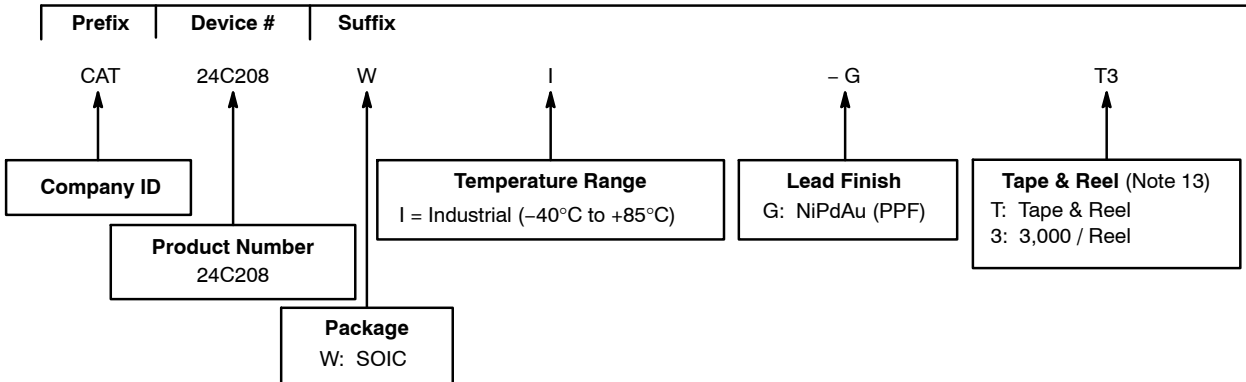 Prefix Device # Suffix
CAT 24C208 W I – G T3
Company ID
Temperature Range
I = Industrial (–40°C to +85°C)
Lead Finish
G: NiPdAu (PPF)
Tape & Reel (Note 13)
T: Tape & Reel
3: 3,000 / Reel
Product Number
24C208
Package
W: SOIC